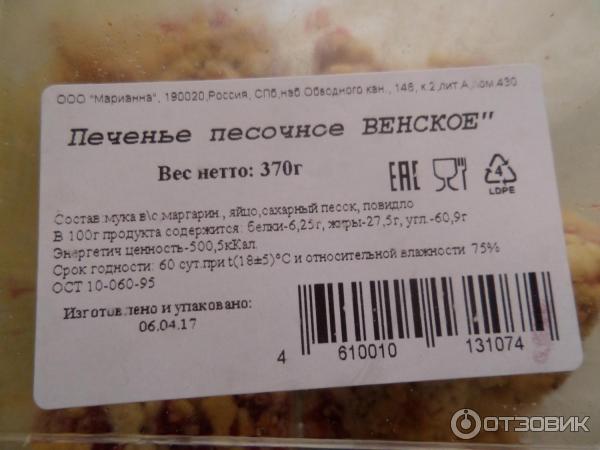 ООО "Марианна", 190020,Россия, СПб,наб.Обводного кан., 148, к.2,лит.А,пом.430
Печенье песочное ВЕНСКОЕ"
Вес нетто: 370г
EAC
4
LDPE
Состав:мука в\с,маргарин , яйцо,сахарный песок, повидло
В 100г продукта содержится: белки-6,25г, жиры-27,5г, угл.-60,9г
Энергетич ценность-500,5кКал.
Срок годности: 60 сут.при t(18±5)°С и относительной влажности 75%
ОСТ 10-060-95
Изготовлено и упаковано:
06.04.17
4 610010 131074
ОТЗОВИК